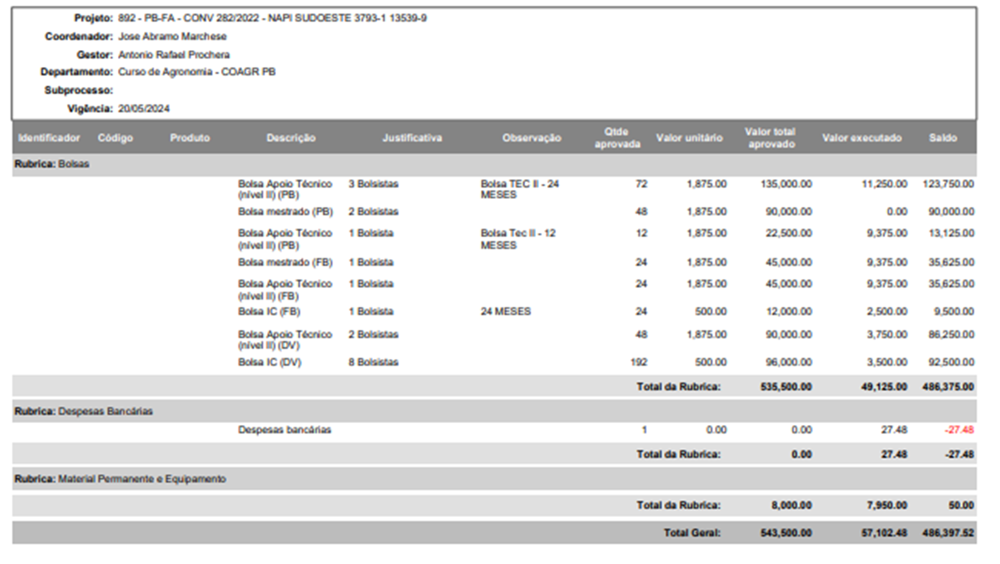 Projeto: 892 - PB-FA - CONV 282/2022 - NAPI SUDOESTE 3793-1 13539-9
Coordenador: Jose Abramo Marchese
Gestor: Antonio Rafael Prochera
Departamento: Curso de Agronomia - COAGR PB
Subprocesso:
Vigência: 20/05/2024
Identificador Código Produto Descrição Justificativa Observação Qtde aprovada Valor unitário Valor total aprovado Valor executado Saldo
Rubrica: Bolsas
Bolsa Apoio Técnico (nível II) (PB) 3 Bolsistas Bolsa TEC II - 24 MESES 72 1,875.00 135,000.00 11,250.00 123,750.00
Bolsa mestrado (PB) 2 Bolsistas 48 1,875.00 90,000.00 0.00 90,000.00
Bolsa Apoio Técnico (nível II) (PB) 1 Bolsista Bolsa Tec II - 12 MESES 12 1,875.00 22,500.00 9,375.00 13,125.00
Bolsa mestrado (FB) 1 Bolsista 24 1,875.00 45,000.00 9,375.00 35,625.00
Bolsa Apoio Técnico (nível II) (FB) 1 Bolsista 24 1,875.00 45,000.00 9,375.00 35,625.00
Bolsa IC (FB) 1 Bolsista 24 MESES 24 500.00 12,000.00 2,500.00 9,500.00
Bolsa Apoio Técnico (nível II) (DV) 2 Bolsistas 48 1,875.00 90,000.00 3,750.00 86,250.00
Bolsa IC (DV) 8 Bolsistas 192 500.00 96,000.00 3,500.00 92,500.00
Total da Rubrica: 535,500.00 49,125.00 486,375.00
Rubrica: Despesas Bancárias
Despesas bancárias 1 0.00 0.00 27.48 -27.48
Total da Rubrica: 0.00 27.48 -27.48
Rubrica: Material Permanente e Equipamento
Total da Rubrica: 8,000.00 7,950.00 50.00
Total Geral: 543,500.00 57,102.48 486,397.52